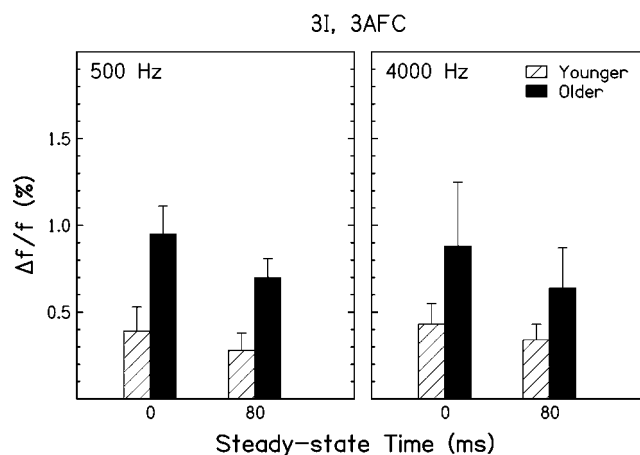 3I, 3AFC
500 Hz
4000 Hz
Younger
Older
Δf/f (%)
1.5
1.0
0.5
0
80
0
80
Steady-state Time (ms)